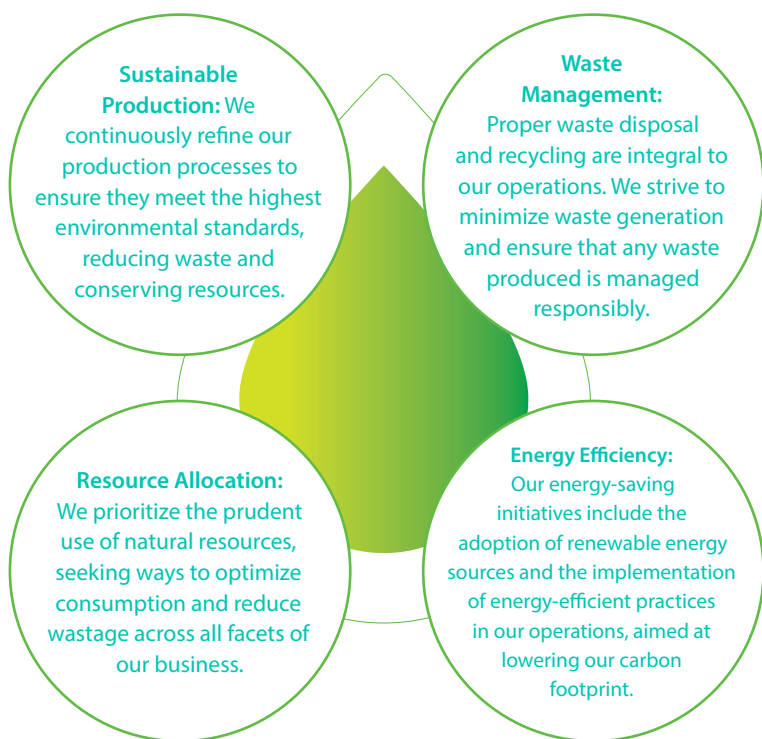 Sustainable
Production: We
continuously refine our
production processes to
ensure they meet the highest
environmental standards,
reducing waste and
conserving resources.
Waste
Management:
Proper waste disposal
and recycling are integral to
our operations. We strive to
minimize waste generation
and ensure that any waste
produced is managed
responsibly.
Resource Allocation:
We prioritize the prudent
use of natural resources,
seeking ways to optimize
consumption and reduce
wastage across all facets of
our business.
Energy Efficiency:
Our energy-saving
initiatives include the
adoption of renewable energy
sources and the implementation
of energy-efficient practices
in our operations, aimed at
lowering our carbon
footprint.